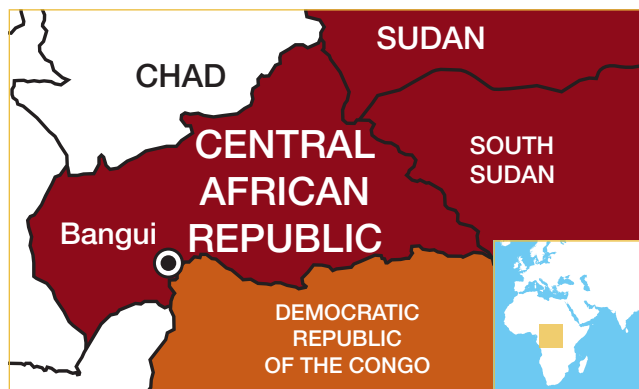 SUDAN
CHAD
CENTRAL
AFRICAN
REPUBLIC
SOUTH
SUDAN
Bangui
DEMOCRATIC
REPUBLIC
OF THE CONGO